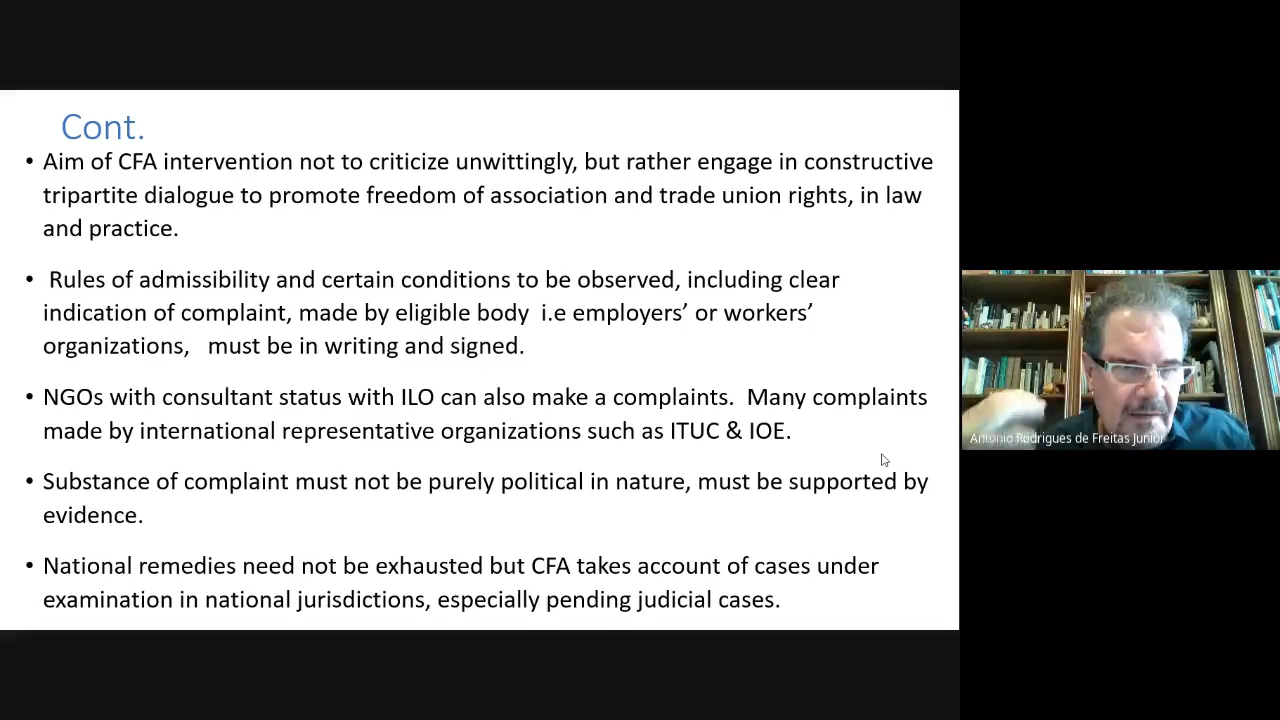 Cont.
• Aim of CFA intervention not to criticize unwittingly, but rather engage in constructive
tripartite dialogue to promote freedom of association and trade union rights, in law
and practice.
• Rules of admissibility and certain conditions to be observed, including clear
indication of complaint, made by eligible body i.e employers’ or workers’
organizations, must be in writing and signed.
• NGOs with consultant status with ILO can also make a complaints. Many complaints
made by international representative organizations such as ITUC & IOE.
• Substance of complaint must not be purely political in nature, must be supported by
evidence.
• National remedies need not be exhausted but CFA takes account of cases under
examination in national jurisdictions, especially pending judicial cases.
Antonio Rodrigues de Freitas Junior